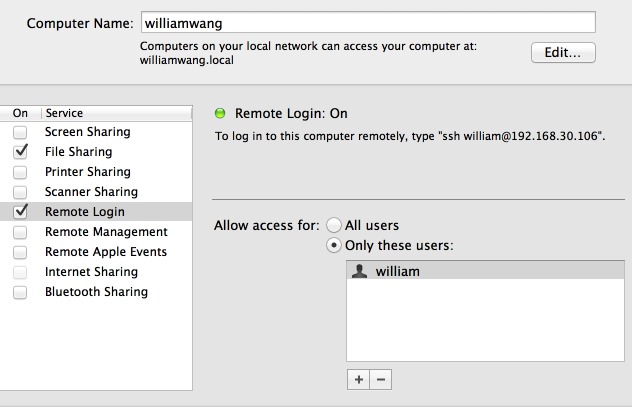 Computer Name: williamwang
Computers on your local network can access your computer at:
williamwang.local
Edit...
On Service
Screen Sharing
File Sharing
Printer Sharing
Scanner Sharing
Remote Login
Remote Management
Remote Apple Events
Internet Sharing
Bluetooth Sharing
Remote Login: On
To log in to this computer remotely, type "ssh william@192.168.30.106".
Allow access for: All users
Only these users:
william
+ −